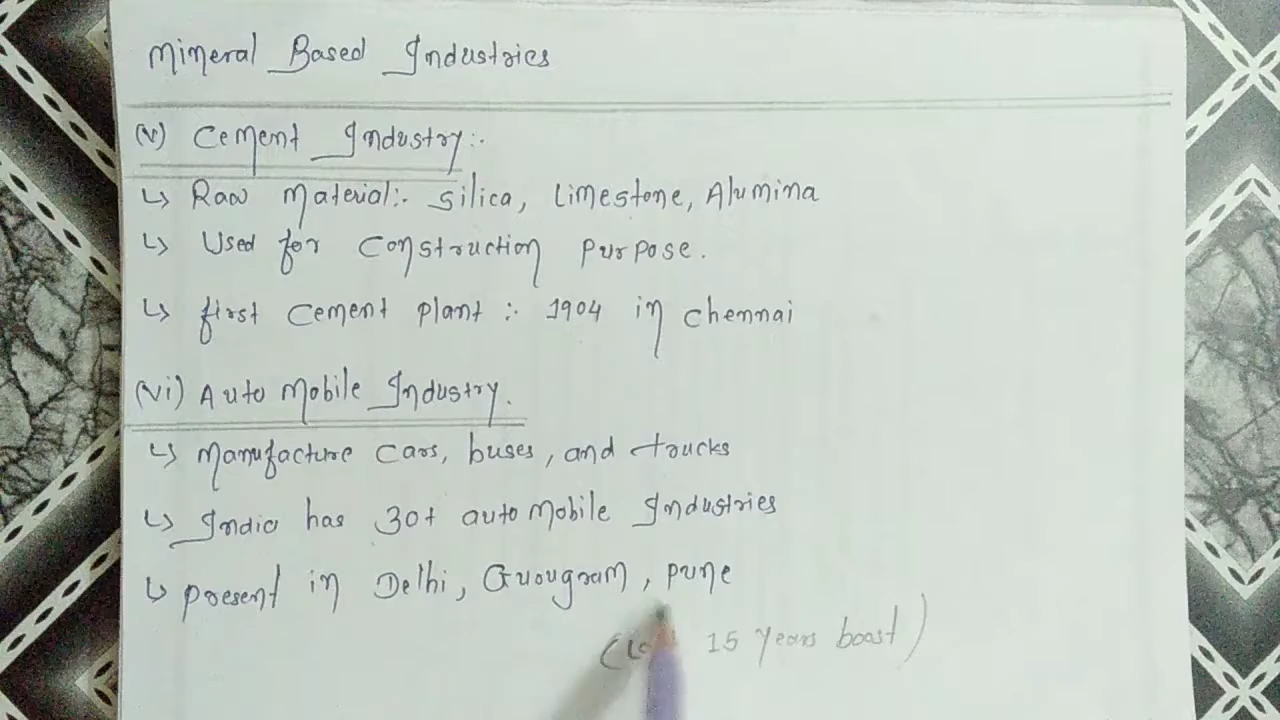 Mineral Based Industries
(v) Cement Industry:-
↳ Raw Material:- Silica, Limestone, Alumina
↳ Used for Construction Purpose.
↳ first Cement plant :- 1904 in Chennai
(vi) Auto Mobile Industry.
↳ Manufacture Cars, buses, and trucks
↳ India has 30+ auto mobile Industries
↳ Present in Delhi, Gurugram, Pune
15 Years boost)